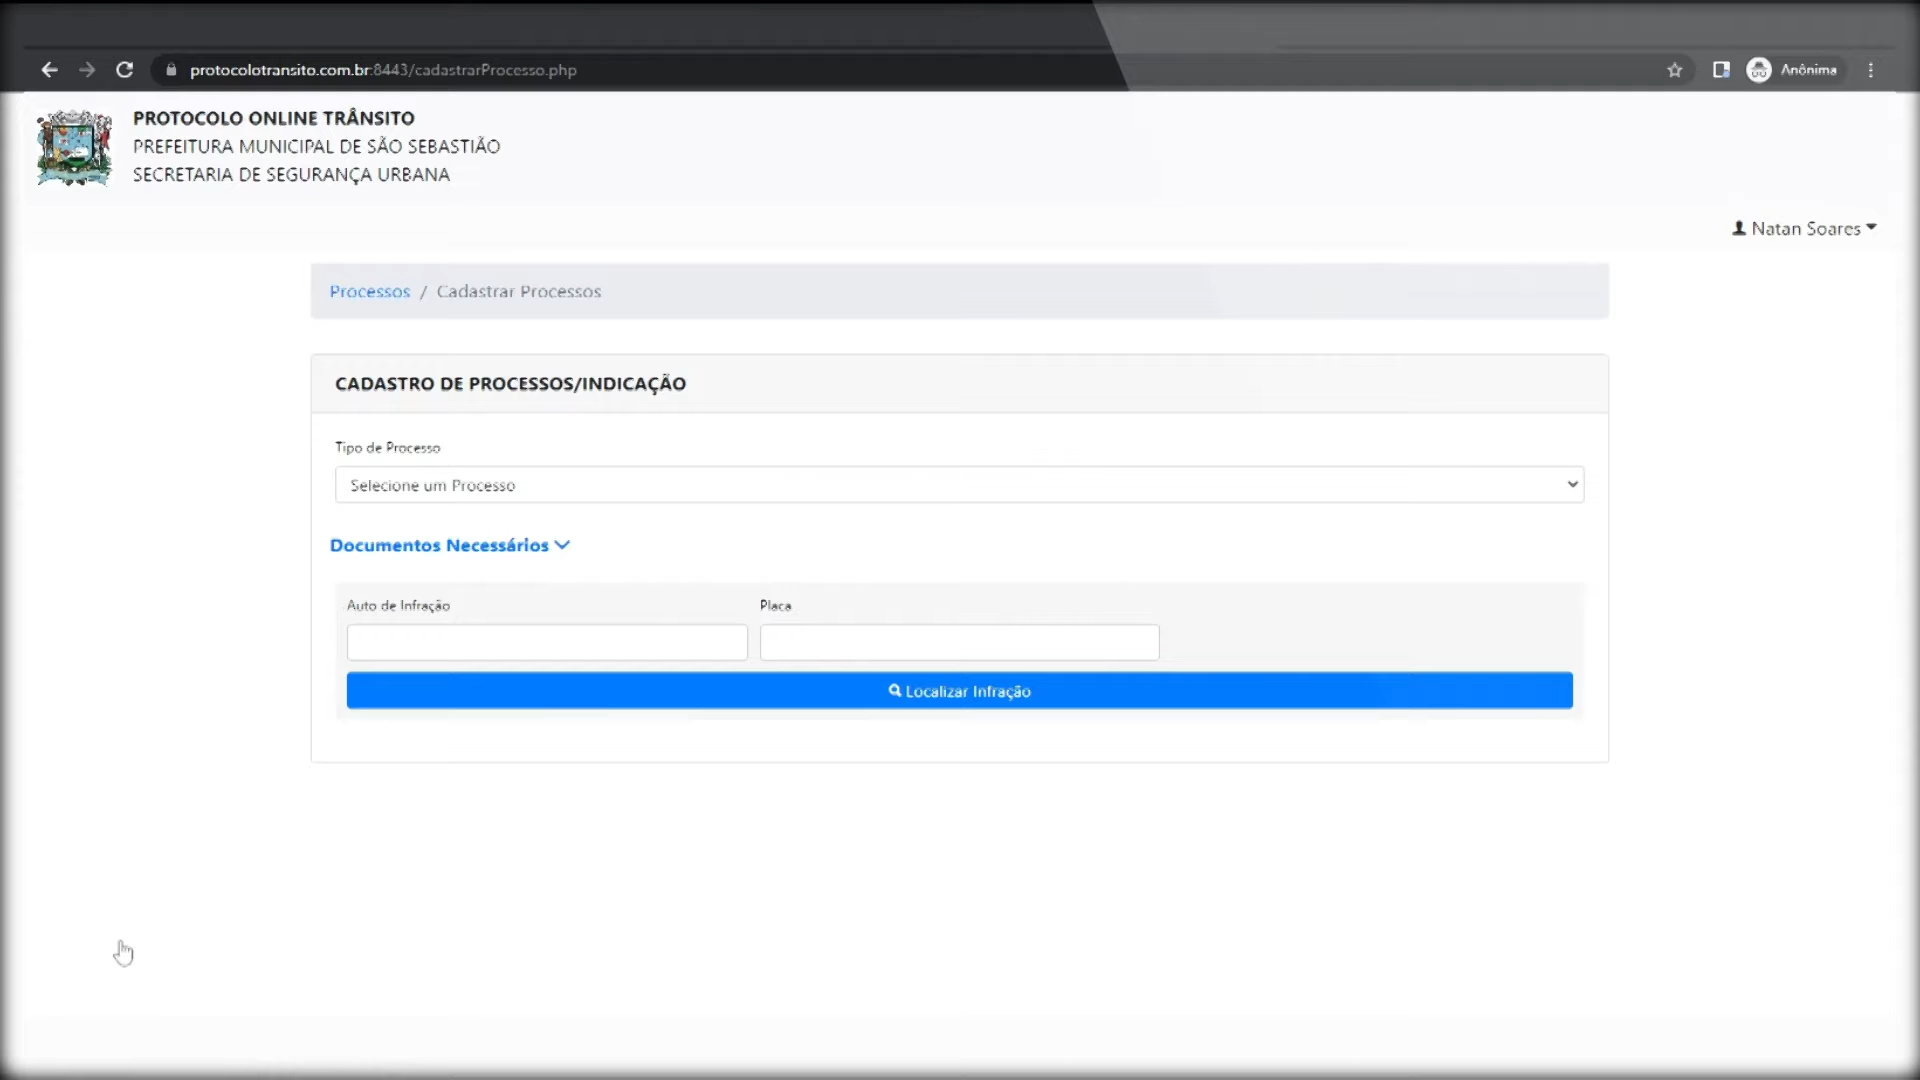 protocolotransito.com.br:8443/cadastrarProcesso.php
Anônima
PROTOCOLO ONLINE TRÂNSITO
PREFEITURA MUNICIPAL DE SÃO SEBASTIÃO
SECRETARIA DE SEGURANÇA URBANA
Natan Soares
Processos / Cadastrar Processos
CADASTRO DE PROCESSOS/INDICAÇÃO
Tipo de Processo
Selecione um Processo
Documentos Necessários
Auto de Infração Placa
Localizar Infração